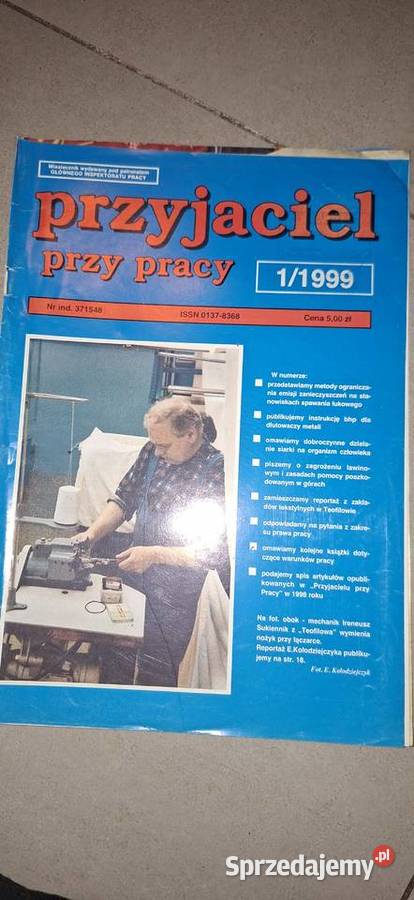 Miesięcznik wydawany pod patronatem
GŁÓWNEGO INSPEKTORATU PRACY
przyjaciel
przy pracy
1/1999
Nr ind. 371548
ISSN 0137-8368
Cena 5,00 zł
W numerze:
przedstawiamy metody ogranicza-
nia emisji zanieczyszczeń na sta-
nowiskach spawania łukowego
publikujemy instrukcję bhp dla
dlutowaczy metali
omawiamy dobroczynne działa-
nie siarki na organizm człowieka
piszemy o zagrożeniu lawino-
wym i zasadach pomocy poszko-
dowanym w górach
zamieszczamy reportaż z zakła-
dów tekstylnych w Teofilowie
odpowiadamy na pytania z zakre-
su prawa pracy
omawiamy kolejne książki doty-
czące warunków pracy
podajemy spis artykułów opubli-
kowanych w „Przyjacielu przy
Pracy" w 1998 roku
Na fot. obok - mechanik Ireneusz
Sukiennik z „Teofilowa" wymienia
nożyk przy łączarce.
Reportaż E.Kołodziejczyka publiku-
jemy na str. 18.
Fot. E. Kołodziejczyk
Sprzedajemy.pl